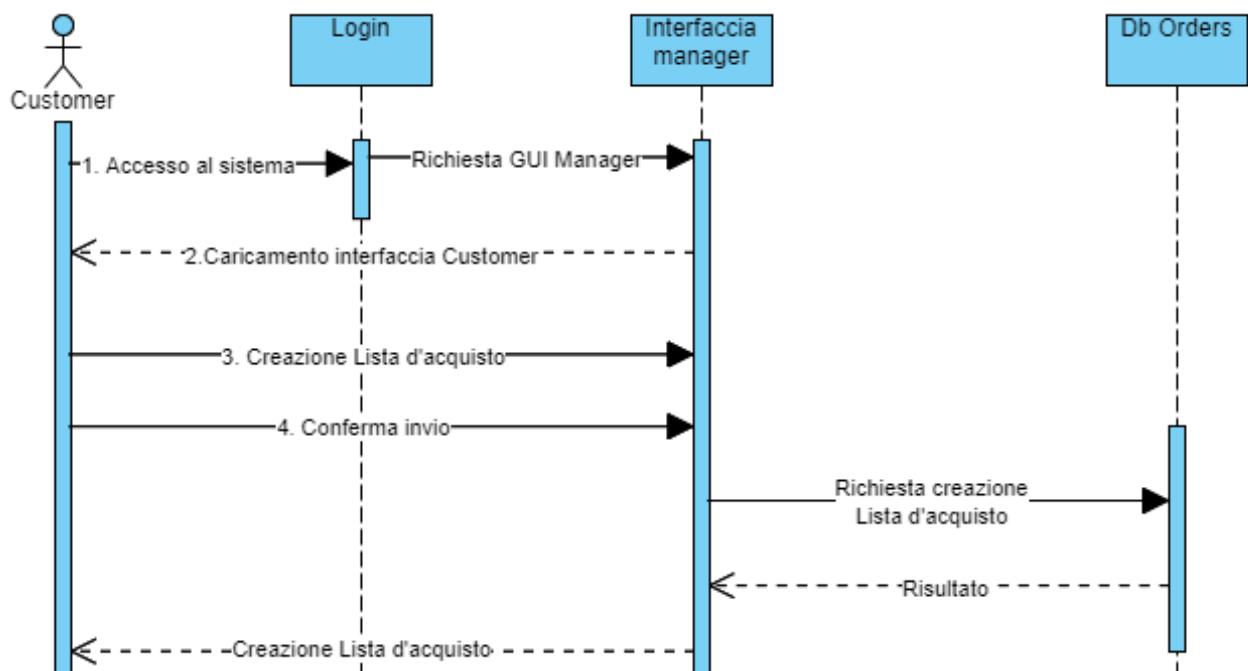 Login
Interfaccia
manager
Db Orders
Customer
1. Accesso al sistema
Richiesta GUI Manager
2.Caricamento interfaccia Customer
3. Creazione Lista d'acquisto
4. Conferma invio
Richiesta creazione
Lista d'acquisto
Risultato
Creazione Lista d'acquisto